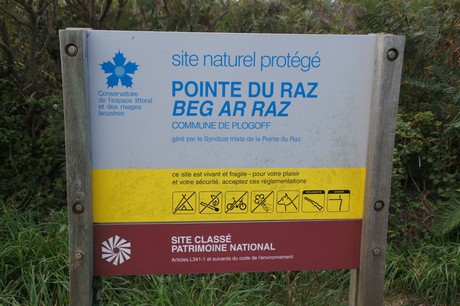 site naturel protégé
Conservatoire
de l'espace littoral
et des rivages
lacustres
POINTE DU RAZ
BEG AR RAZ
COMMUNE DE PLOGOFF
géré par le Syndicat mixte de la Pointe du Raz
ce site est vivant et fragile - pour votre plaisir
et votre sécurité, acceptez ces réglementations
SITE CLASSÉ
PATRIMOINE NATIONAL
Articles L341-1 et suivants du code de l'environnement